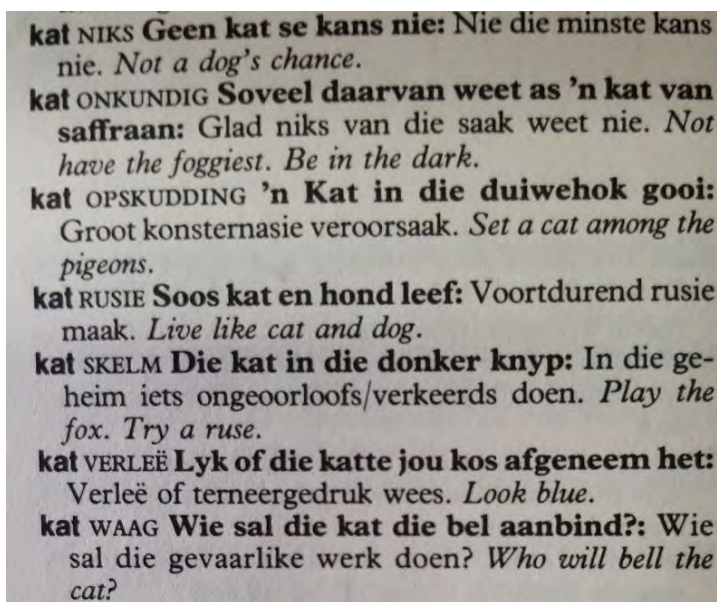 kat NIKS Geen kat se kans nie: Nie die minste kans
nie. Not a dog's chance.
kat ONKUNDIG Soveel daarvan weet as 'n kat van
saffraan: Glad niks van die saak weet nie. Not
have the foggiest. Be in the dark.
kat OPSKUDDING 'n Kat in die duiwehok gooi:
Groot konsternasie veroorsaak. Set a cat among the
pigeons.
kat RUSIE Soos kat en hond leef: Voortdurend rusie
maak. Live like cat and dog.
kat SKELM Die kat in die donker knyp: In die ge-
heim iets ongeoorloofs/verkeerds doen. Play the
fox. Try a ruse.
kat VERLEË Lyk of die katte jou kos afgeneem het:
Verleë of terneergedruk wees. Look blue.
kat WAAG Wie sal die kat die bel aanbind?: Wie
sal die gevaarlike werk doen? Who will bell the
cat?